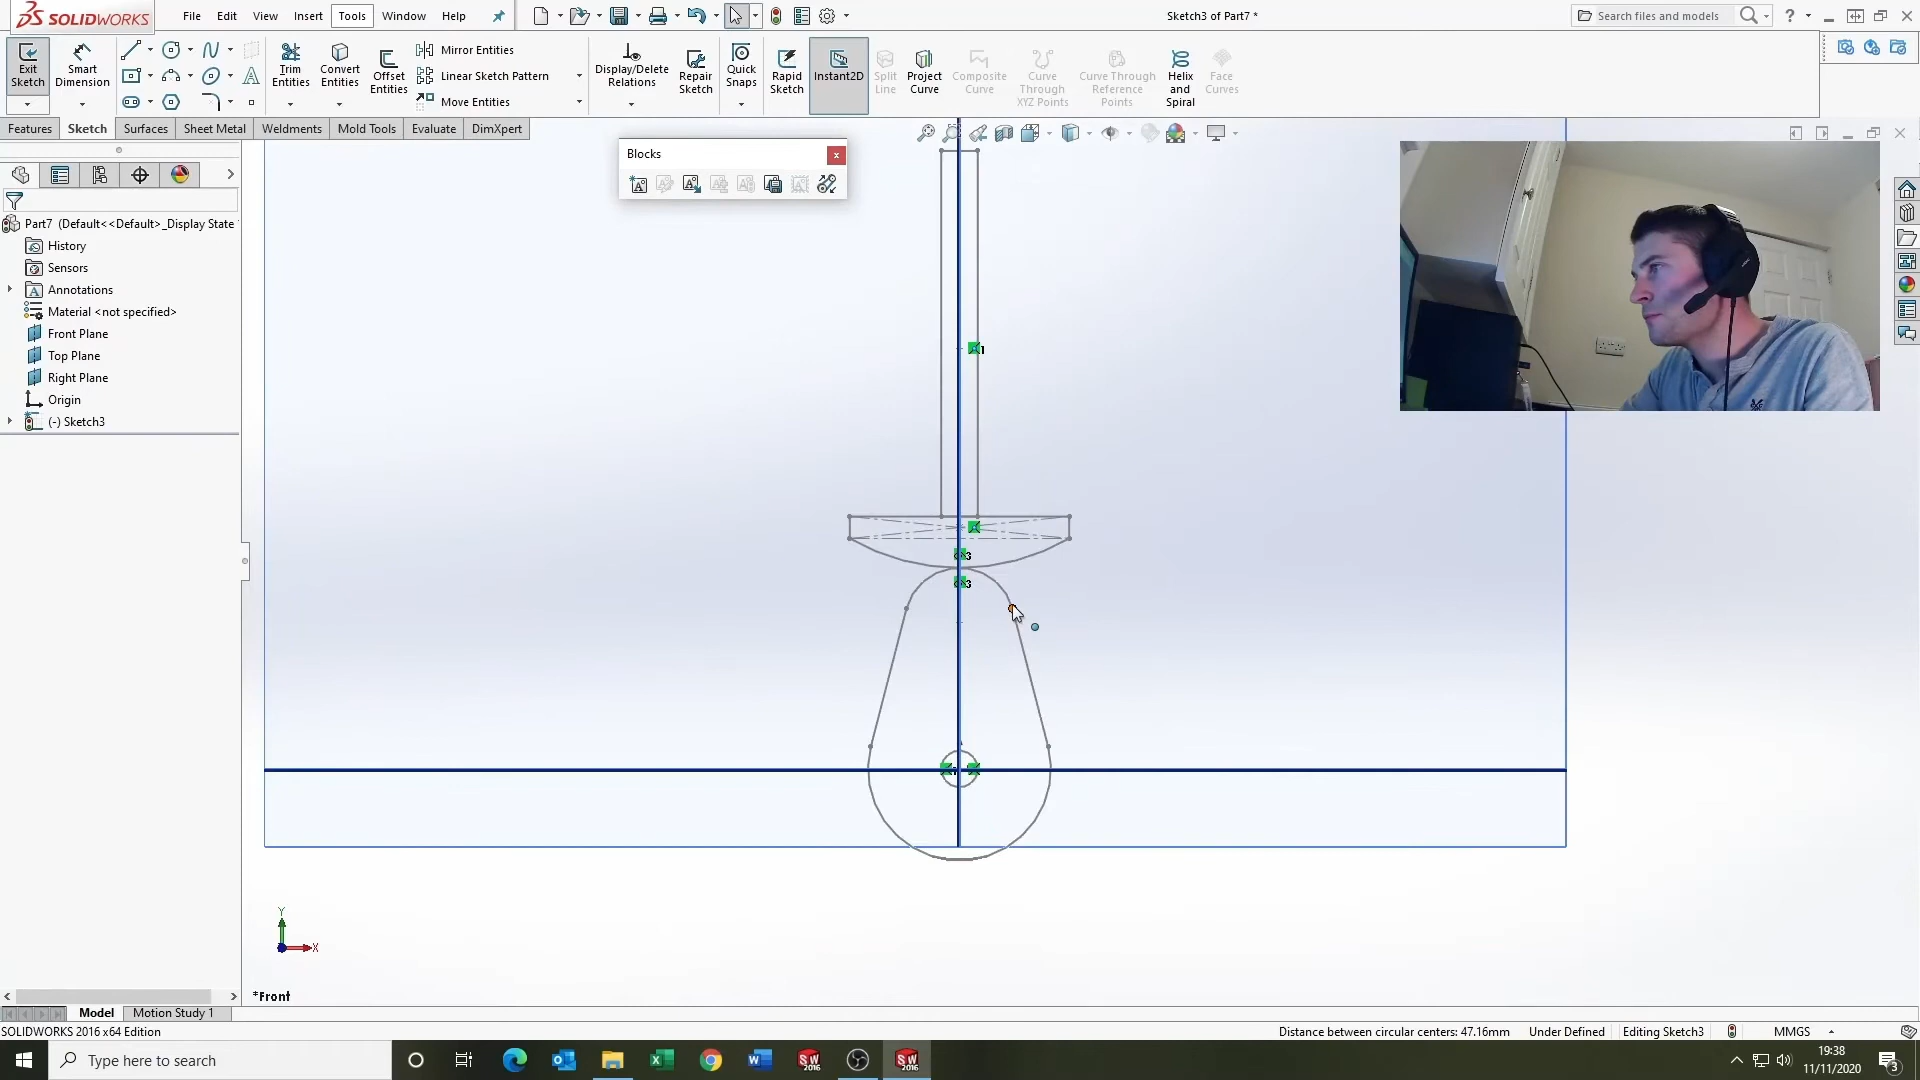 SOLIDWORKS
File Edit View Insert Tools Window Help
Sketch3 of Part7 *
Search files and models
Exit Sketch
Smart Dimension
Trim Entities
Convert Entities
Offset Entities
Mirror Entities
Linear Sketch Pattern
Move Entities
Display/Delete Relations
Repair Sketch
Quick Snaps
Rapid Sketch
Instant2D
Split Line
Project Curve
Composite Curve
Curve Through XYZ Points
Curve Through Reference Points
Helix and Spiral
Face Curves
Features Sketch Surfaces Sheet Metal Weldments Mold Tools Evaluate DimXpert
Blocks
Part7 (Default<<Default>_Display State
History
Sensors
Annotations
Material <not specified>
Front Plane
Top Plane
Right Plane
Origin
(-) Sketch3
1
3
3
Y
X
*Front
Model Motion Study 1
SOLIDWORKS 2016 x64 Edition
Distance between circular centers: 47.16mm Under Defined Editing Sketch3 MMGS
Type here to search
19:38
11/11/2020
3